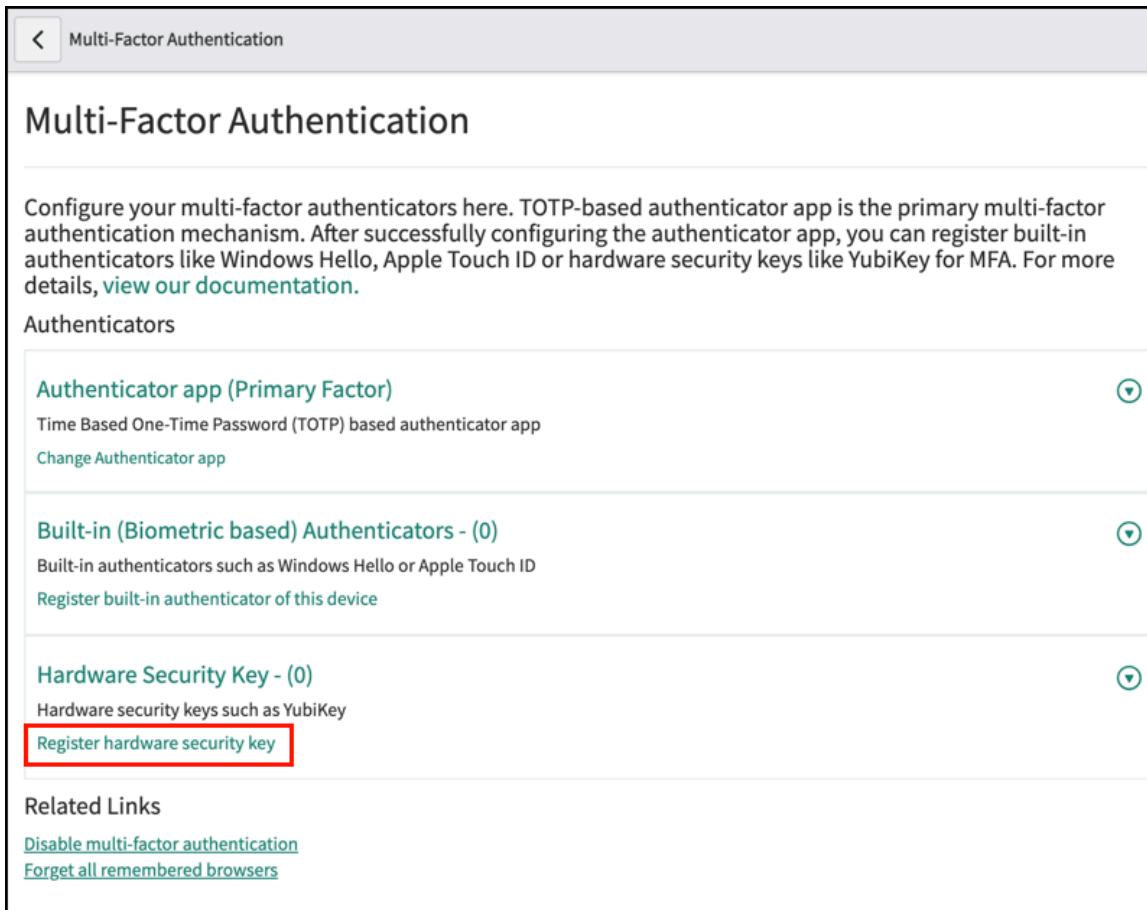 Multi-Factor Authentication
Multi-Factor Authentication
Configure your multi-factor authenticators here. TOTP-based authenticator app is the primary multi-factor
authentication mechanism. After successfully configuring the authenticator app, you can register built-in
authenticators like Windows Hello, Apple Touch ID or hardware security keys like YubiKey for MFA. For more
details, view our documentation.
Authenticators
Authenticator app (Primary Factor)
Time Based One-Time Password (TOTP) based authenticator app
Change Authenticator app
Built-in (Biometric based) Authenticators - (0)
Built-in authenticators such as Windows Hello or Apple Touch ID
Register built-in authenticator of this device
Hardware Security Key - (0)
Hardware security keys such as YubiKey
Register hardware security key
Related Links
Disable multi-factor authentication
Forget all remembered browsers